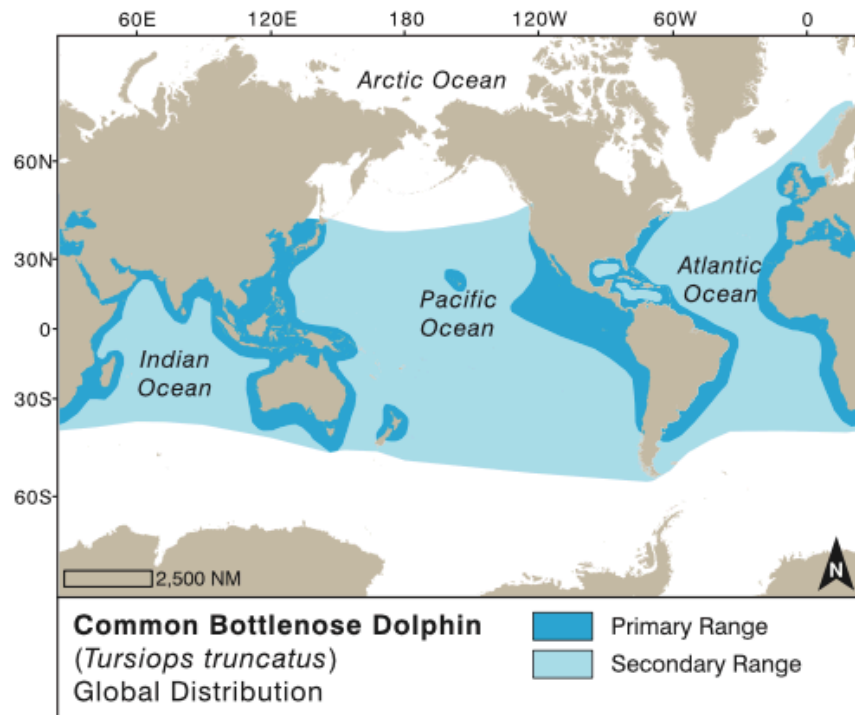 60E 120E 180 120W 60W 0
Arctic Ocean
60N
30N
Atlantic
Ocean
Pacific
Ocean
0
Indian
Ocean
30S
60S
2,500 NM
N
Common Bottlenose Dolphin
(Tursiops truncatus)
Global Distribution
Primary Range
Secondary Range